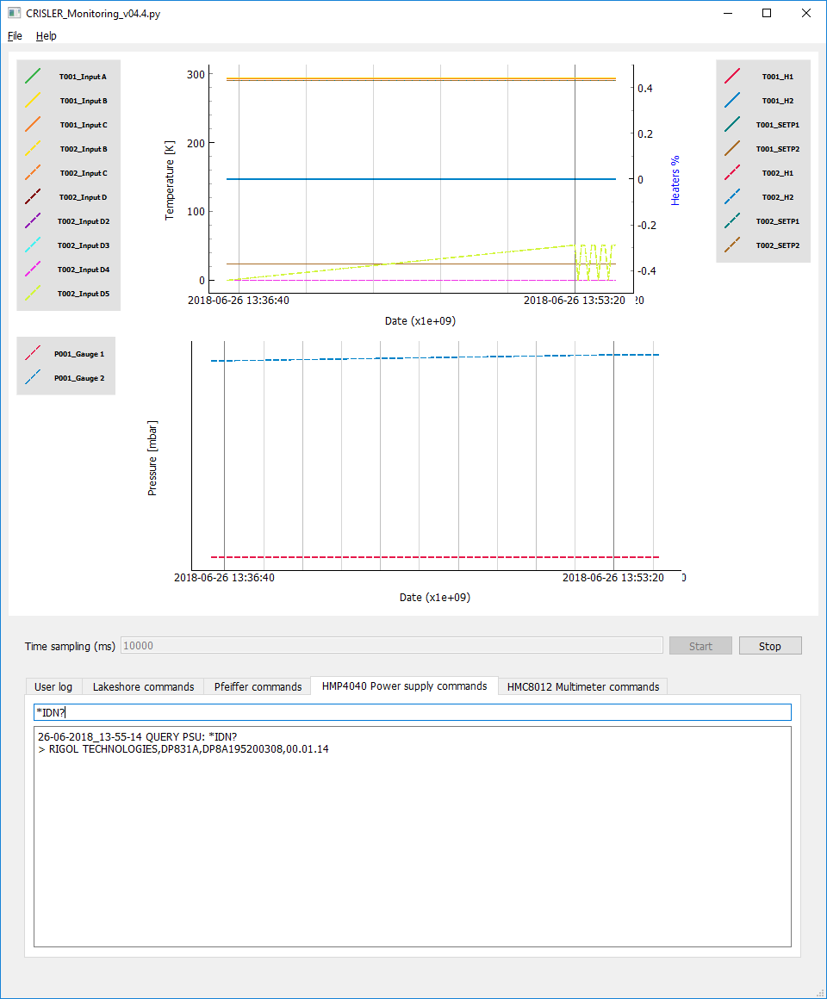 CRISLER_Monitoring_v04.4.py
File Help
T001_Input A
T001_Input B
T001_Input C
T002_Input B
T002_Input C
T002_Input D
T002_Input D2
T002_Input D3
T002_Input D4
T002_Input D5
Temperature [K]
300
200
100
0
0.4
0.2
0
-0.2
-0.4
Heaters %
2018-06-26 13:36:40 2018-06-26 13:53:20 20
Date (x1e+09)
T001_H1
T001_H2
T001_SETP1
T001_SETP2
T002_H1
T002_H2
T002_SETP1
T002_SETP2
P001_Gauge 1
P001_Gauge 2
Pressure [mbar]
2018-06-26 13:36:40 2018-06-26 13:53:20 0
Date (x1e+09)
Time sampling (ms) 10000 Start Stop
User log Lakeshore commands Pfeiffer commands HMP4040 Power supply commands HMC8012 Multimeter commands
*IDN?
26-06-2018_13-55-14 QUERY PSU: *IDN?
> RIGOL TECHNOLOGIES,DP831A,DP8A195200308,00.01.14